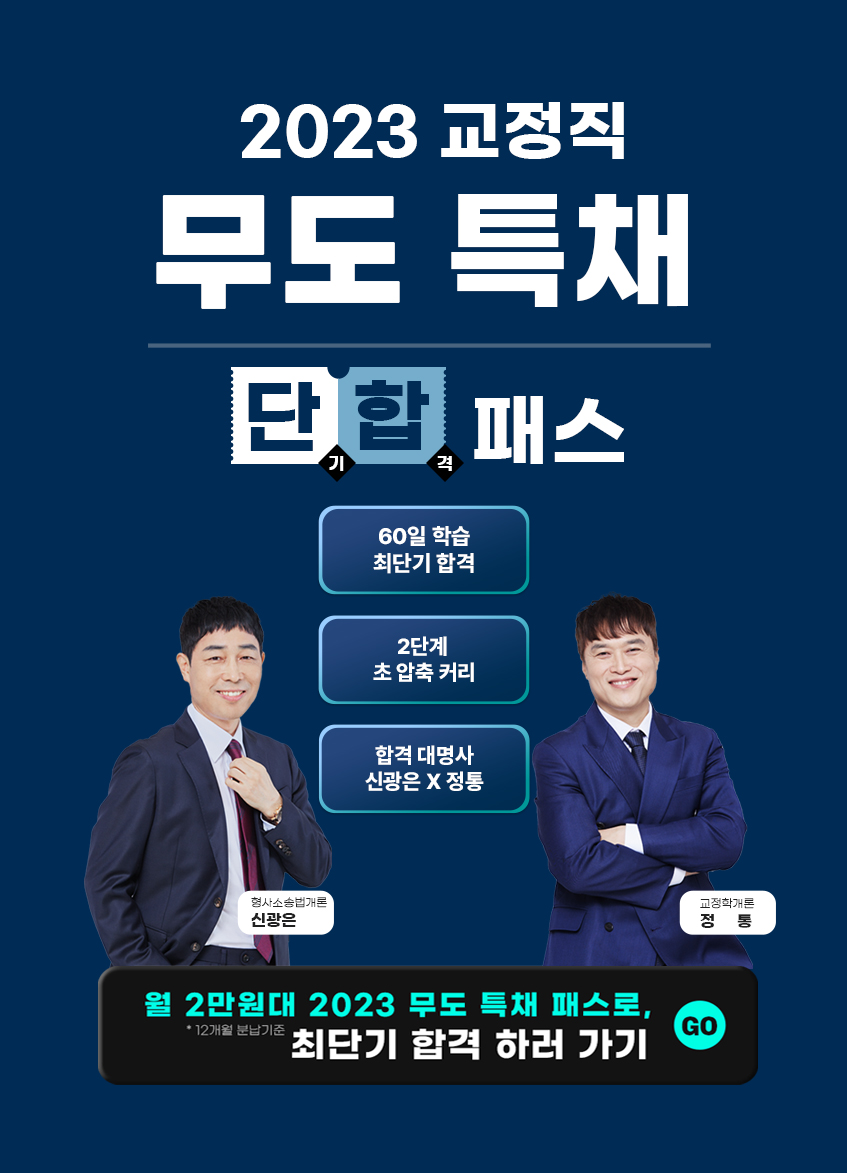 2023 교정직
무도 특채
단기합격 패스
60일 학습
최단기 합격
2단계
초 압축 커리
합격 대명사
신광은 X 정통
형사소송법개론
신광은
교정학개론
정 통
월 2만원대 2023 무도 특채 패스로,
* 12개월 분납기준
최단기 합격 하러 가기
GO